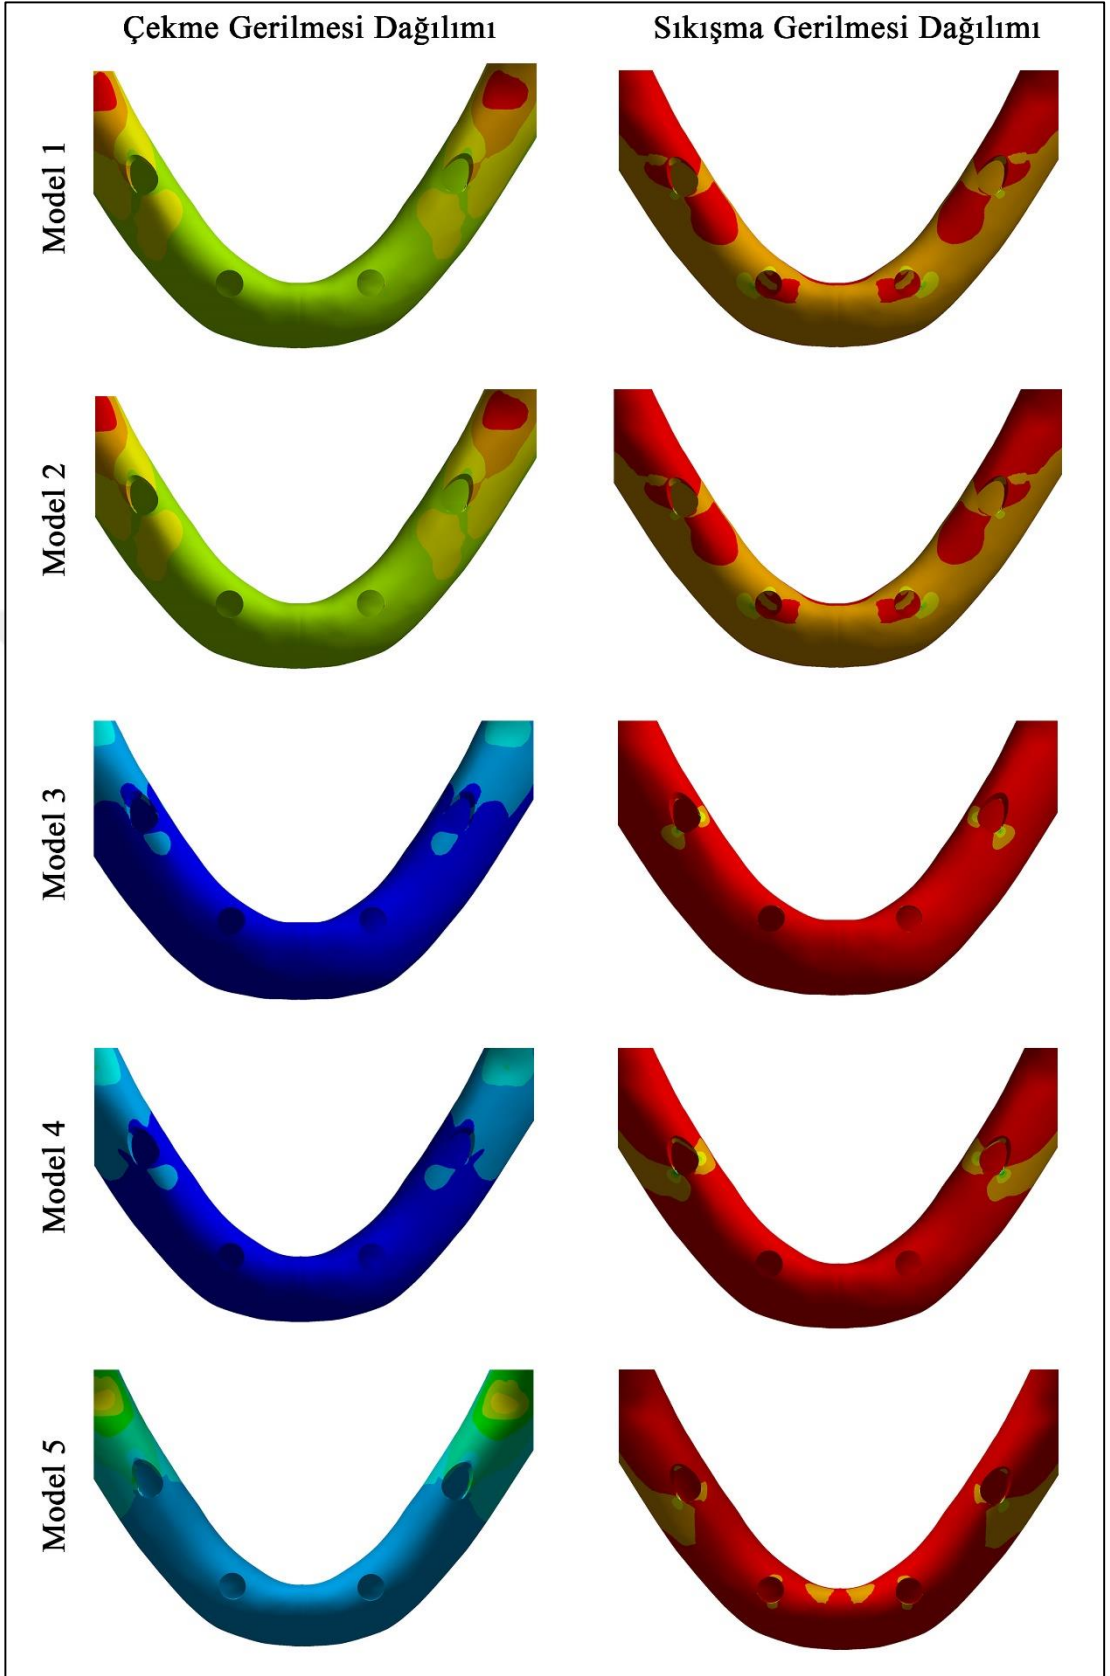 Çekme Gerilmesi Dağılımı
Sıkışma Gerilmesi Dağılımı
Model 1
Model 2
Model 3
Model 4
Model 5